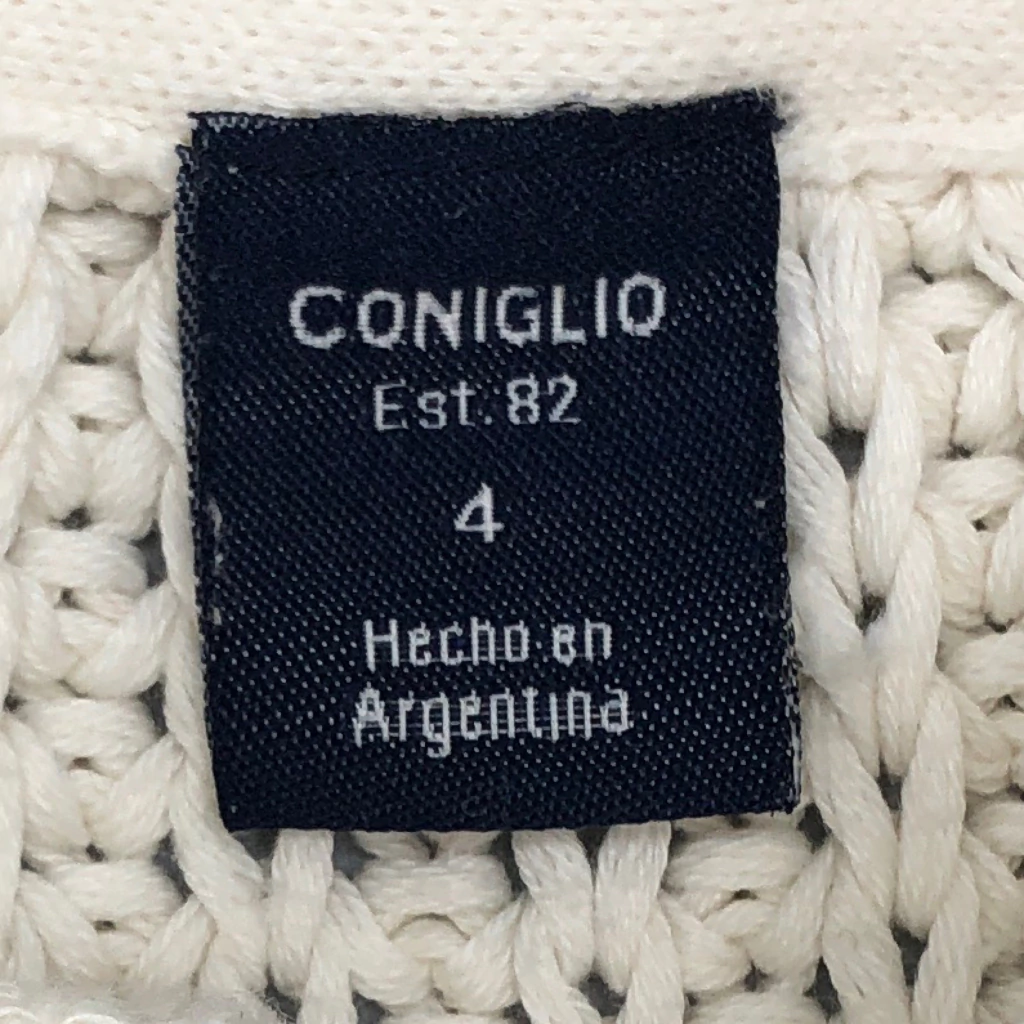 CONIGLIO
Est. 82
4
Hecho en
Argentina